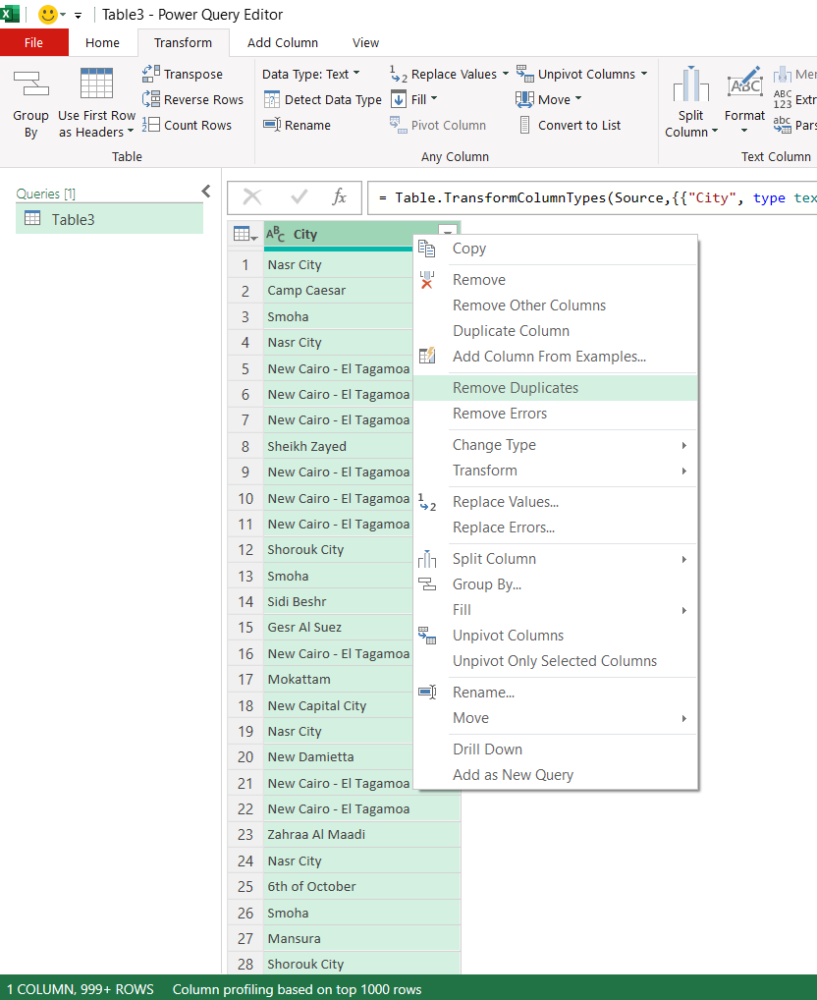 Table3 - Power Query Editor
File Home Transform Add Column View
Group By
Use First Row as Headers
Transpose
Reverse Rows
Count Rows
Table
Data Type: Text
Detect Data Type
Rename
Replace Values
Fill
Pivot Column
Unpivot Columns
Move
Convert to List
Any Column
Split Column
Format
ABC
ABC
123
abc
Text Column
Queries [1]
Table3
fx
= Table.TransformColumnTypes(Source,{{"City", type
ABC City
1 Nasr City
2 Camp Caesar
3 Smoha
4 Nasr City
5 New Cairo - El Tagamoa
6 New Cairo - El Tagamoa
7 New Cairo - El Tagamoa
8 Sheikh Zayed
9 New Cairo - El Tagamoa
10 New Cairo - El Tagamoa
11 New Cairo - El Tagamoa
12 Shorouk City
13 Smoha
14 Sidi Beshr
15 Gesr Al Suez
16 New Cairo - El Tagamoa
17 Mokattam
18 New Capital City
19 Nasr City
20 New Damietta
21 New Cairo - El Tagamoa
22 New Cairo - El Tagamoa
23 Zahraa Al Maadi
24 Nasr City
25 6th of October
26 Smoha
27 Mansura
28 Shorouk City
Copy
Remove
Remove Other Columns
Duplicate Column
Add Column From Examples...
Remove Duplicates
Remove Errors
Change Type
Transform
Replace Values...
Replace Errors...
Split Column
Group By...
Fill
Unpivot Columns
Unpivot Only Selected Columns
Rename...
Move
Drill Down
Add as New Query
1 COLUMN, 999+ ROWS Column profiling based on top 1000 rows